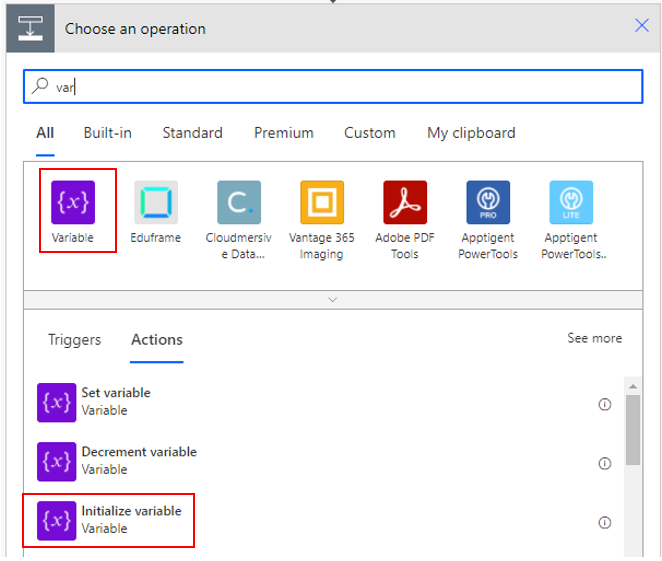 Choose an operation
var
All Built-in Standard Premium Custom My clipboard
{x} C. PRO LITE
Variable Eduframe Cloudmersiv Vantage 365 Adobe PDF Apptigent Apptigent
e Data... Imaging Tools PowerTools PowerTools..
Triggers Actions See more
{x} Set variable
Variable
{x} Decrement variable
Variable
{x} Initialize variable
Variable